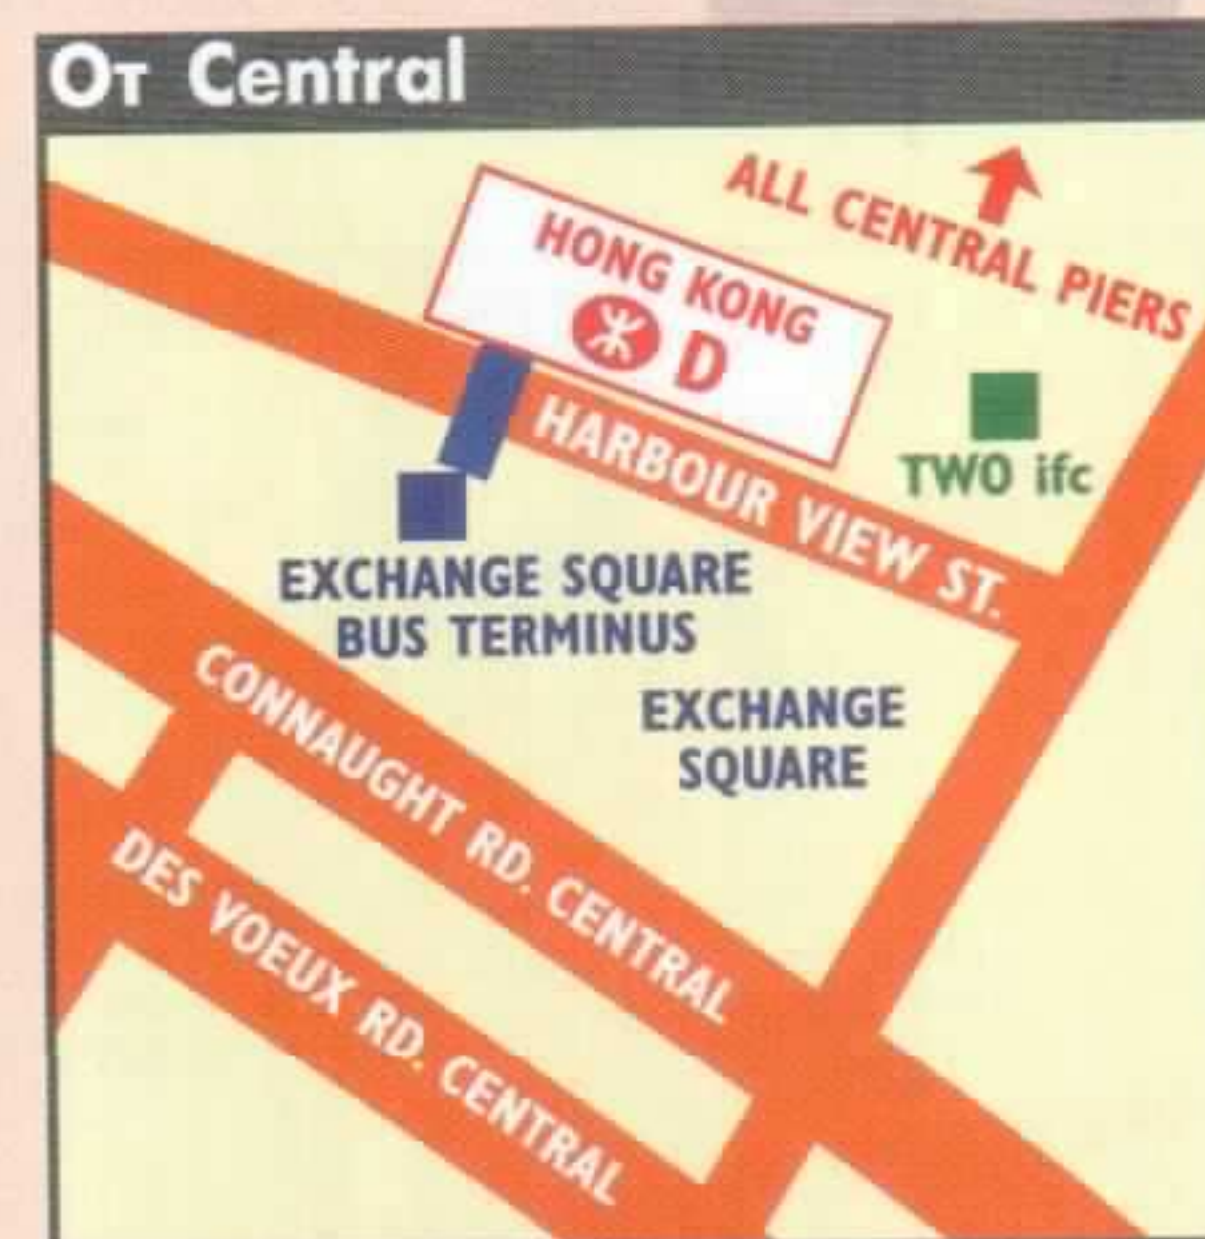 OT Central
ALL CENTRAL PIERS
HONG KONG
D
TWO ifc
HARBOUR VIEW ST.
EXCHANGE SQUARE
BUS TERMINUS
EXCHANGE
SQUARE
CONNAUGHT RD. CENTRAL
DES VOEUX RD. CENTRAL